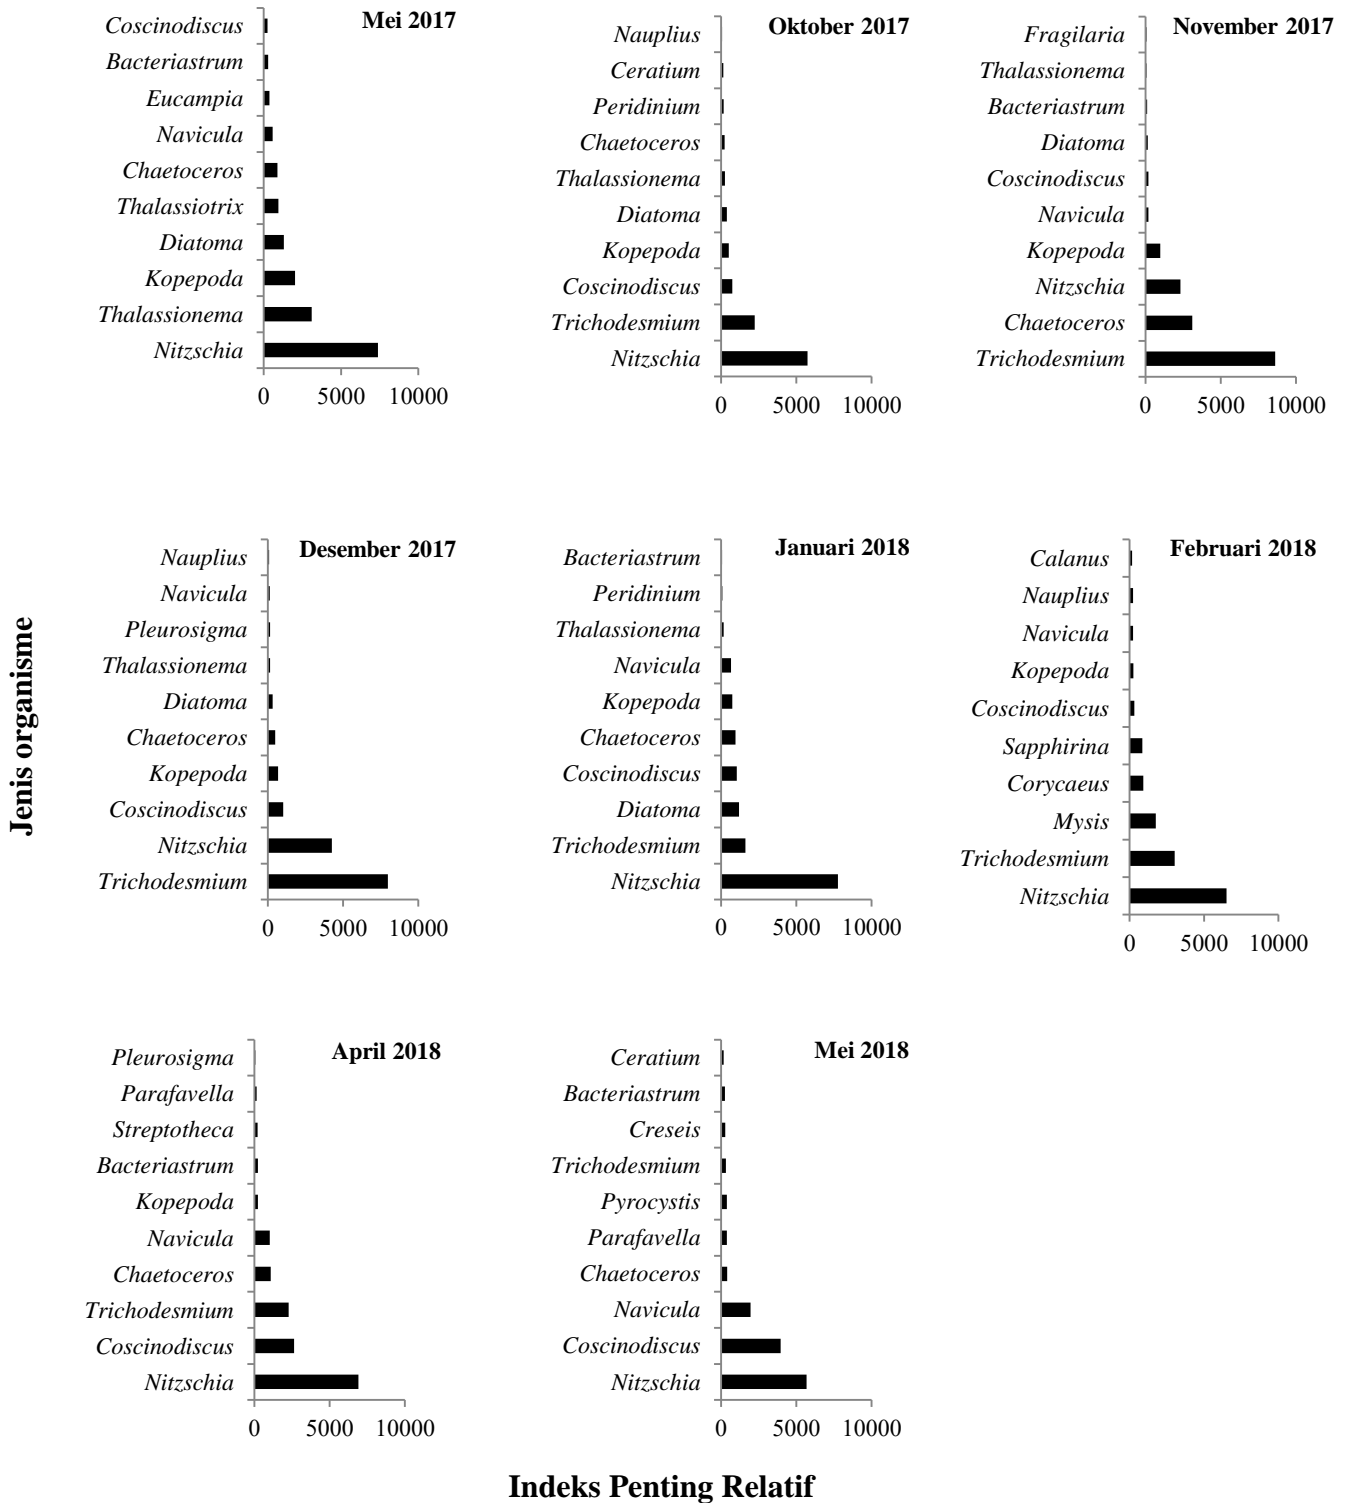 Mei 2017
Coscinodiscus
Bacteriastrum
Eucampia
Navicula
Chaetoceros
Thalassiotrix
Diatoma
Kopepoda
Thalassionema
Nitzschia
0 5000 10000
Oktober 2017
Nauplius
Ceratium
Peridinium
Chaetoceros
Thalassionema
Diatoma
Kopepoda
Coscinodiscus
Trichodesmium
Nitzschia
0 5000 10000
November 2017
Fragilaria
Thalassionema
Bacteriastrum
Diatoma
Coscinodiscus
Navicula
Kopepoda
Nitzschia
Chaetoceros
Trichodesmium
0 5000 10000
Jenis organisme
Desember 2017
Nauplius
Navicula
Pleurosigma
Thalassionema
Diatoma
Chaetoceros
Kopepoda
Coscinodiscus
Nitzschia
Trichodesmium
0 5000 10000
Januari 2018
Bacteriastrum
Peridinium
Thalassionema
Navicula
Kopepoda
Chaetoceros
Coscinodiscus
Diatoma
Trichodesmium
Nitzschia
0 5000 10000
Februari 2018
Calanus
Nauplius
Navicula
Kopepoda
Coscinodiscus
Sapphirina
Corycaeus
Mysis
Trichodesmium
Nitzschia
0 5000 10000
April 2018
Pleurosigma
Parafavella
Streptotheca
Bacteriastrum
Kopepoda
Navicula
Chaetoceros
Trichodesmium
Coscinodiscus
Nitzschia
0 5000 10000
Mei 2018
Ceratium
Bacteriastrum
Creseis
Trichodesmium
Pyrocystis
Parafavella
Chaetoceros
Navicula
Coscinodiscus
Nitzschia
0 5000 10000
Indeks Penting Relatif